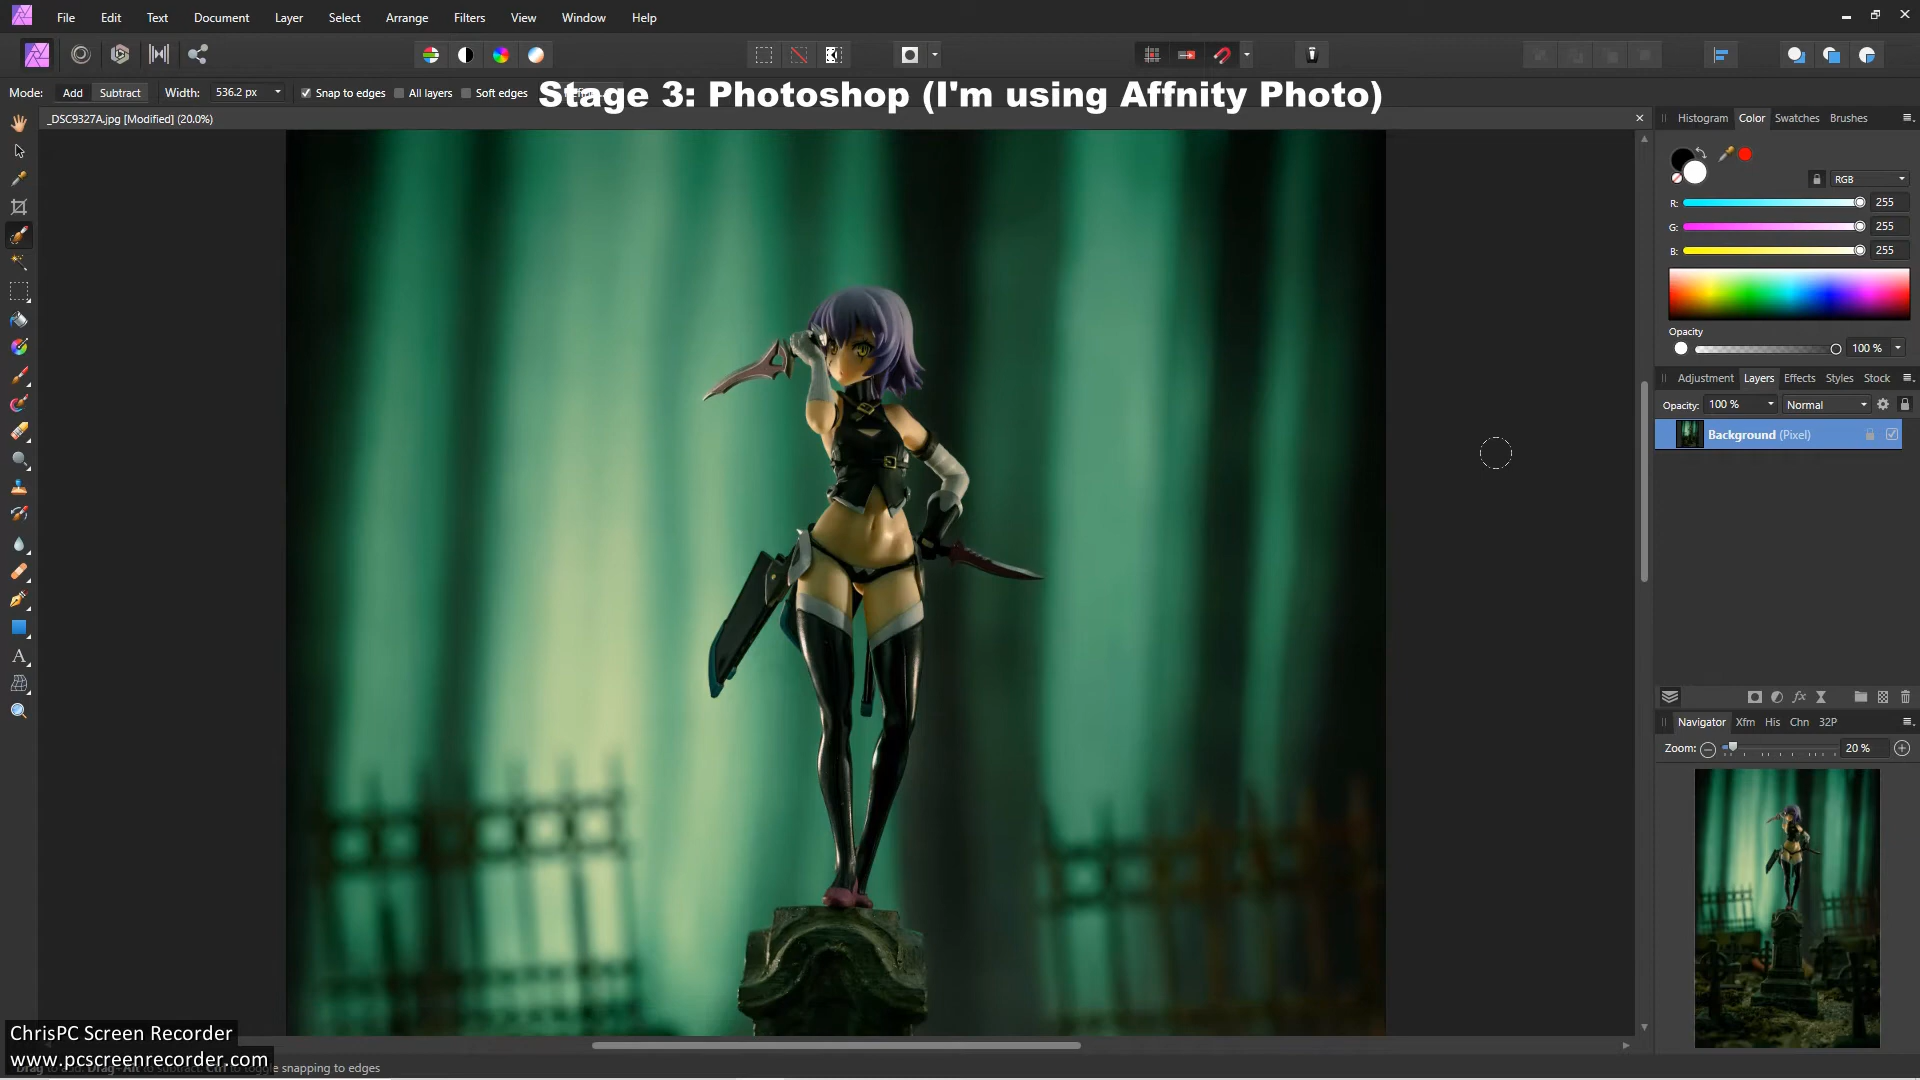 File Edit Text Document Layer Select Arrange Filters View Window Help
Stage 3: Photoshop (I'm using Affnity Photo)
Mode: Add Subtract Width: 536.2 px Snap to edges All layers Soft edges
_DSC9327A.jpg [Modified] (20.0%)
Histogram Color Swatches Brushes
RGB
R: 255
G: 255
B: 255
Opacity
100 %
Adjustment Layers Effects Styles Stock
Opacity: 100 % Normal
Background (Pixel)
Navigator Xfm His Chn 32P
Zoom: 20 %
ChrisPC Screen Recorder
www.pcscreenrecorder.com
snapping to edges